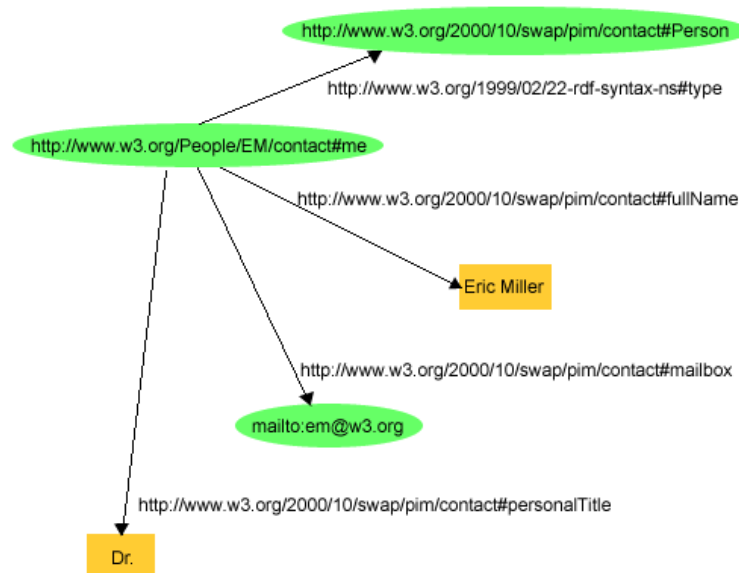 http://www.w3.org/2000/10/swap/pim/contact#Person
http://www.w3.org/1999/02/22-rdf-syntax-ns#type
http://www.w3.org/People/EM/contact#me
http://www.w3.org/2000/10/swap/pim/contact#fullName
Eric Miller
http://www.w3.org/2000/10/swap/pim/contact#mailbox
mailto:em@w3.org
http://www.w3.org/2000/10/swap/pim/contact#personalTitle
Dr.